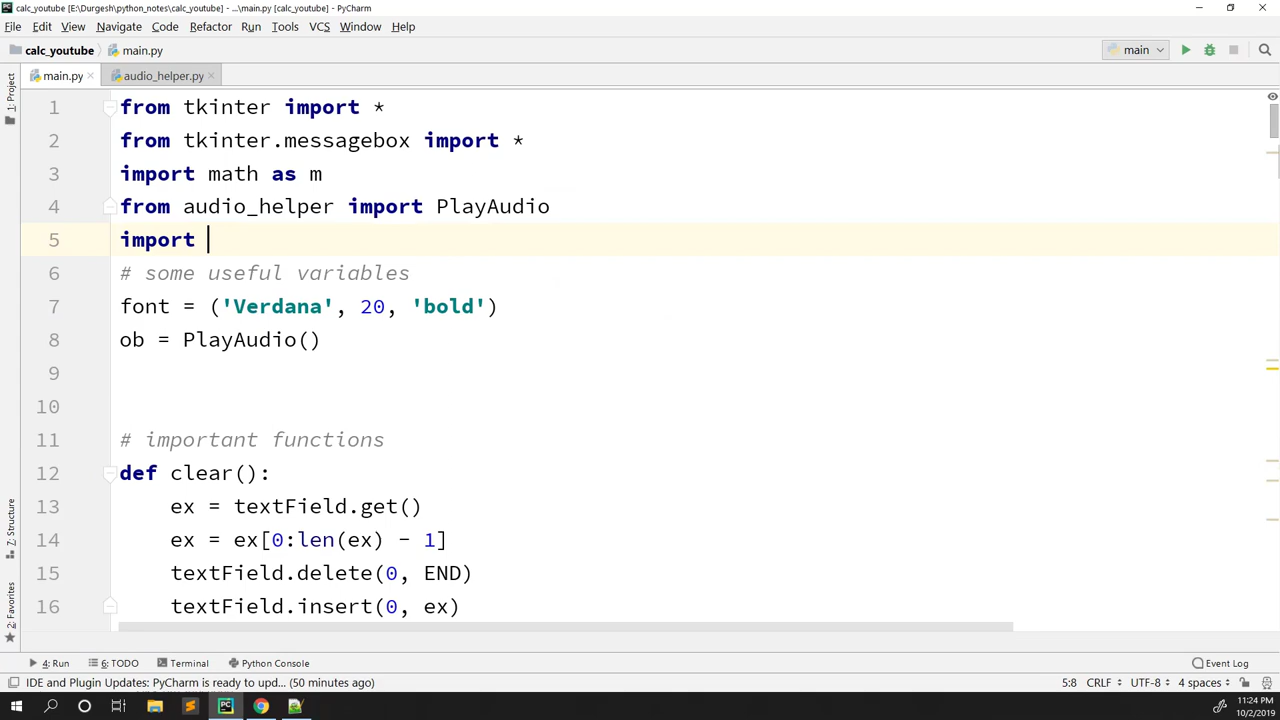 calc_youtube [E:\Durgesh\python_notes\calc_youtube] - ...\main.py [calc_youtube] - PyCharm
File Edit View Navigate Code Refactor Run Tools VCS Window Help
calc_youtube main.py main
main.py audio_helper.py
1 from tkinter import *
2 from tkinter.messagebox import *
3 import math as m
4 from audio_helper import PlayAudio
5 import
6 # some useful variables
7 font = ('Verdana', 20, 'bold')
8 ob = PlayAudio()
9
10
11 # important functions
12 def clear():
13 ex = textField.get()
14 ex = ex[0:len(ex) - 1]
15 textField.delete(0, END)
16 textField.insert(0, ex)
1: Project
7: Structure
2: Favorites
4: Run 6: TODO Terminal Python Console Event Log
IDE and Plugin Updates: PyCharm is ready to upd... (50 minutes ago) 5:8 CRLF UTF-8 4 spaces
11:24 PM
10/2/2019